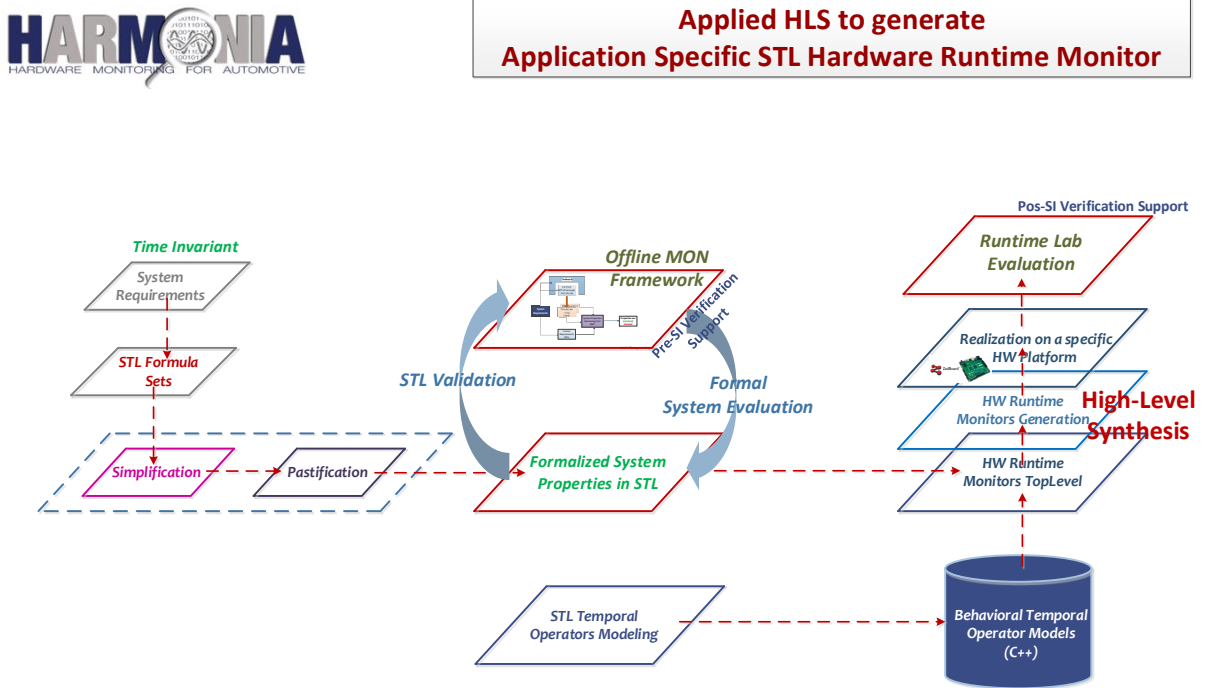 HARMONIA
HARDWARE MONITORING FOR AUTOMOTIVE
Applied HLS to generate
Application Specific STL Hardware Runtime Monitor
Time Invariant
System
Requirements
STL Formula
Sets
Simplification
Pastification
Offline MON
Framework
Pre-SI Verification
Support
STL Validation
Formal
System Evaluation
Formalized System
Properties in STL
STL Temporal
Operators Modeling
Pos-SI Verification Support
Runtime Lab
Evaluation
Realization on a specific
HW Platform
ZedBoard
HW Runtime
Monitors Generation
High-Level
Synthesis
HW Runtime
Monitors TopLevel
Behavioral Temporal
Operator Models
(C++)